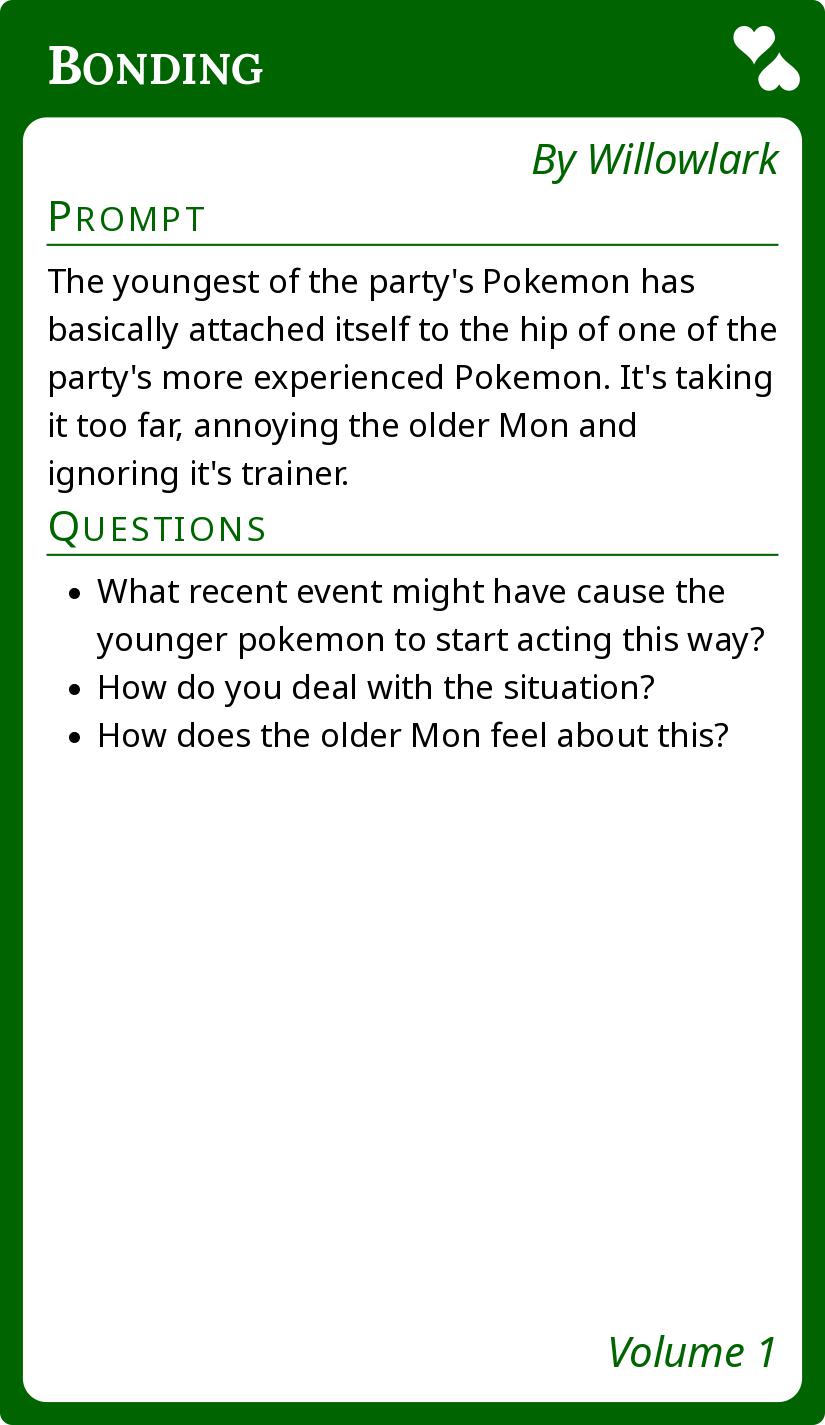 Bonding
By Willowlark
Prompt
The youngest of the party's Pokemon has
basically attached itself to the hip of one of the
party's more experienced Pokemon. It's taking
it too far, annoying the older Mon and
ignoring it's trainer.
Questions
• What recent event might have cause the
younger pokemon to start acting this way?
• How do you deal with the situation?
• How does the older Mon feel about this?
Volume 1